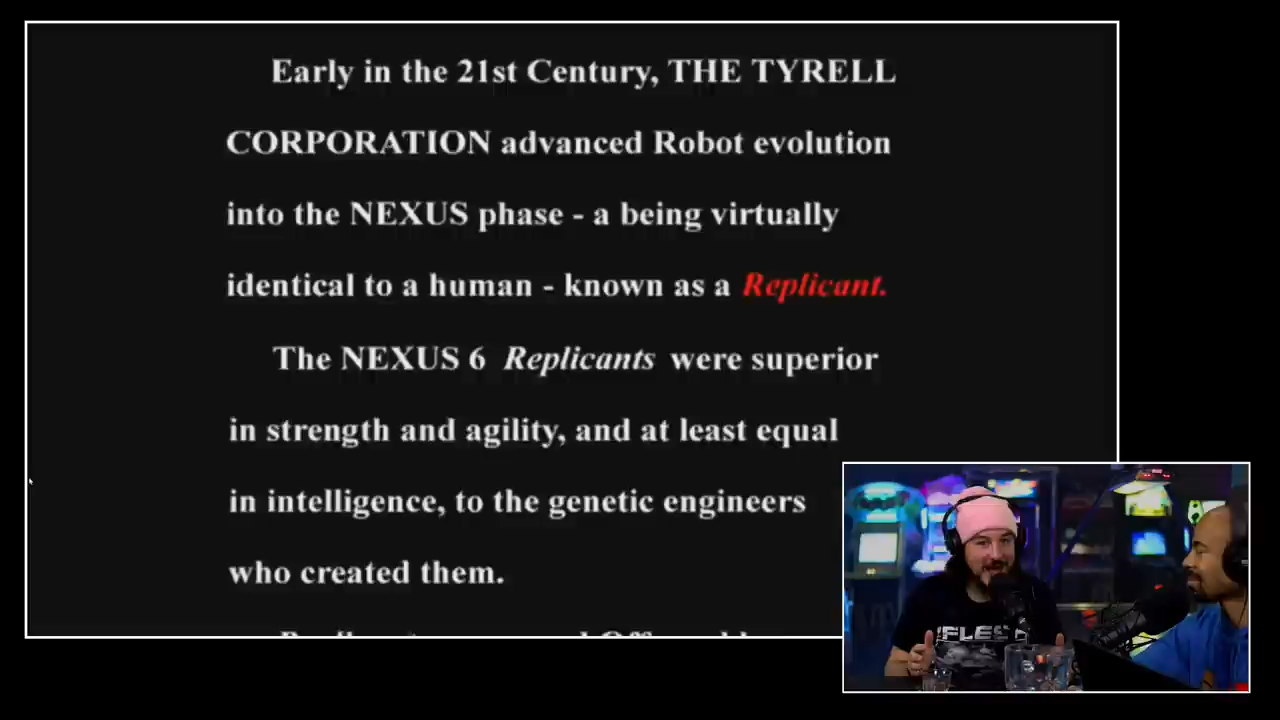 Early in the 21st Century, THE TYRELL
CORPORATION advanced Robot evolution
into the NEXUS phase - a being virtually
identical to a human - known as a Replicant.
The NEXUS 6 Replicants were superior
in strength and agility, and at least equal
in intelligence, to the genetic engineers
who created them.